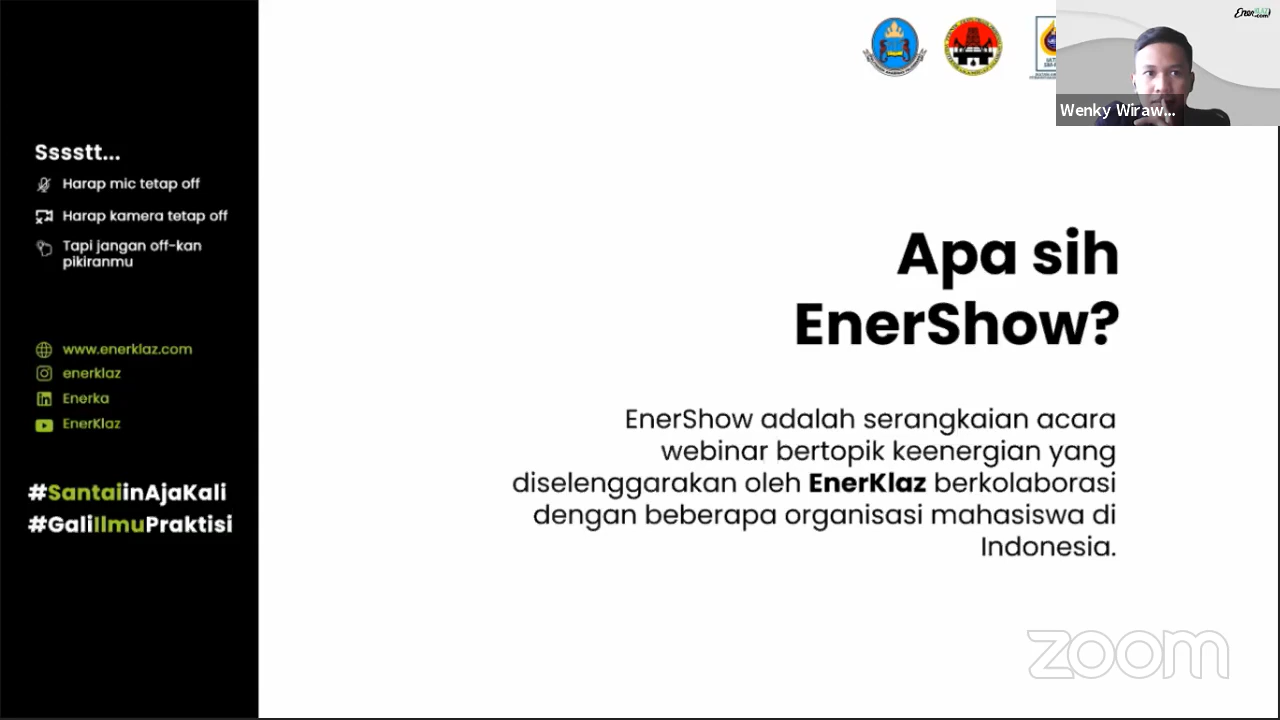 Sssstt...
Harap mic tetap off
Harap kamera tetap off
Tapi jangan off-kan
pikiranmu
www.enerklaz.com
enerklaz
Enerka
EnerKlaz
#SantaiinAjaKali
#GaliIlmuPraktisi
Apa sih
EnerShow?
EnerShow adalah serangkaian acara
webinar bertopik keenergian yang
diselenggarakan oleh EnerKlaz berkolaborasi
dengan beberapa organisasi mahasiswa di
Indonesia.
Wenky Wiraw...
zoom